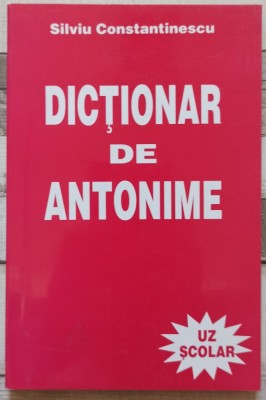 Silviu Constantinescu
DICȚIONAR
DE
ANTONIME
UZ
ȘCOLAR